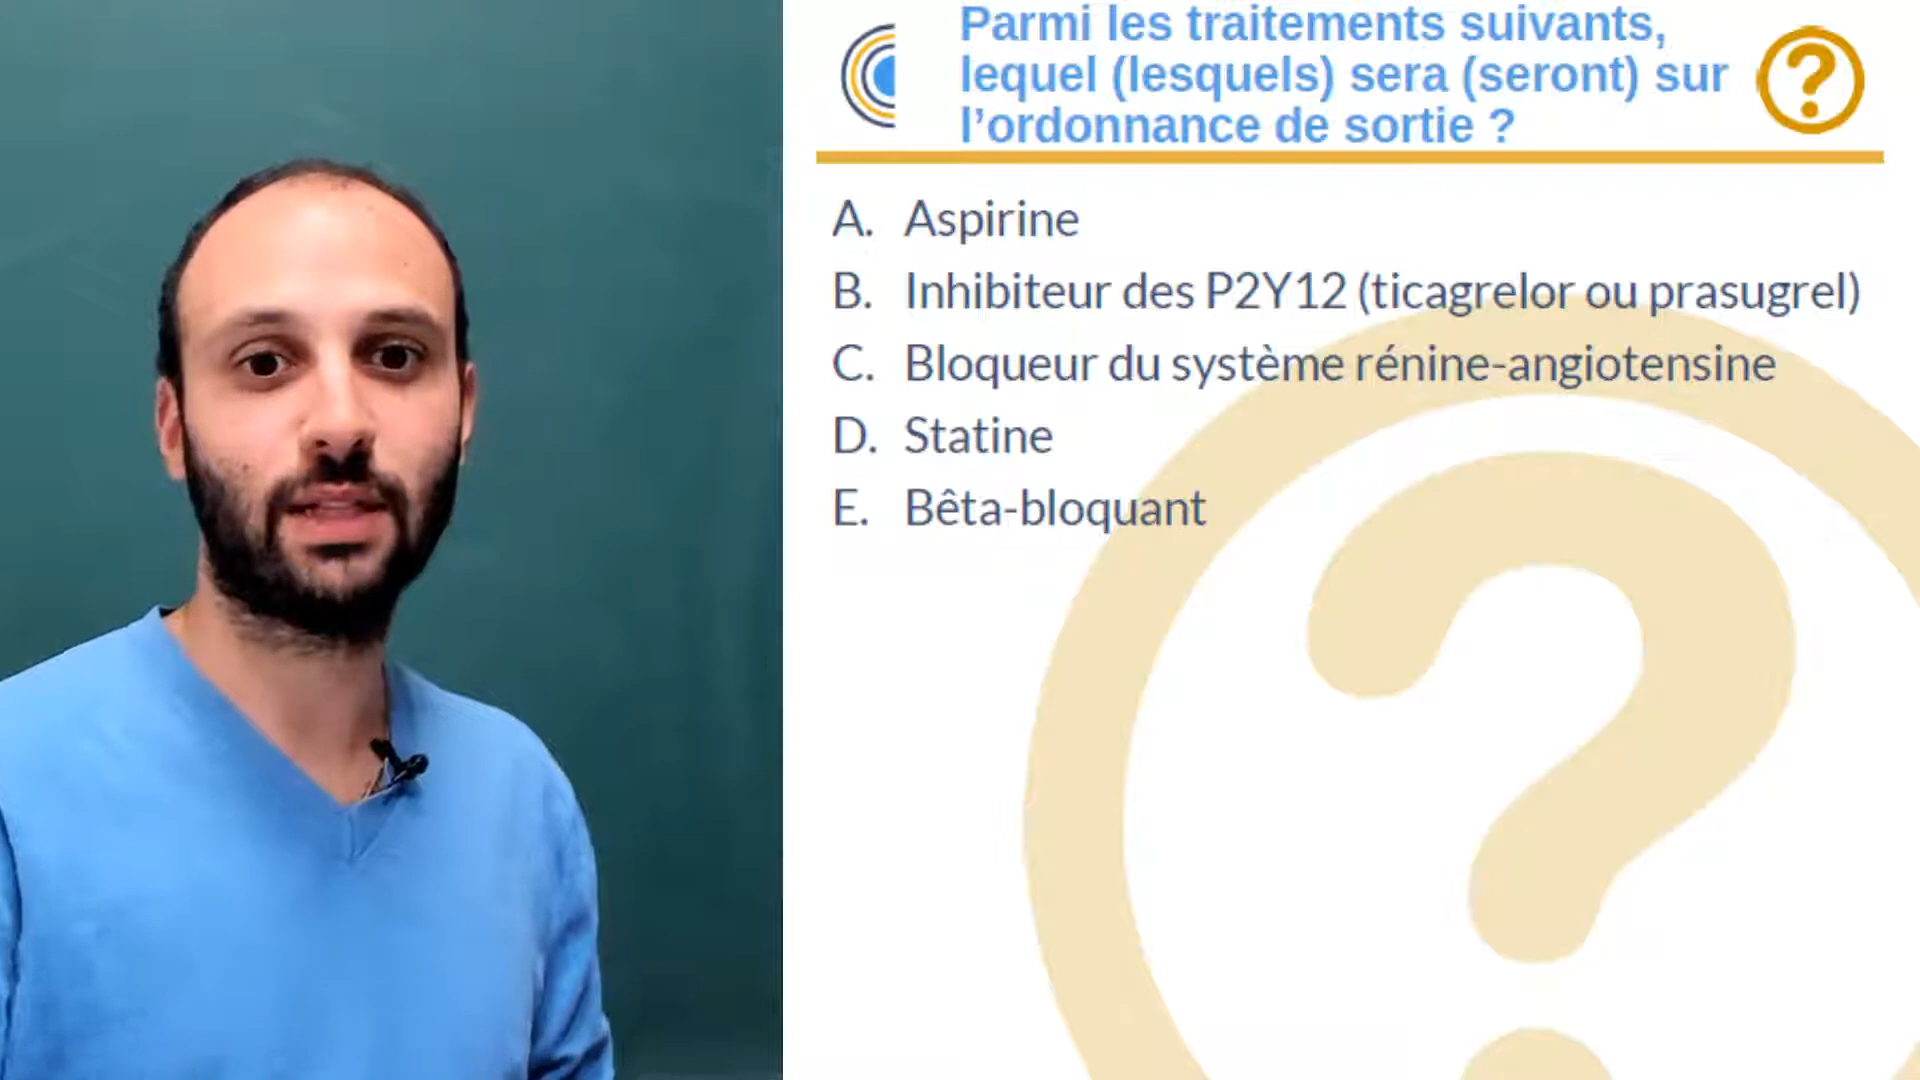 Parmi les traitements suivants,
lequel (lesquels) sera (seront) sur
l’ordonnance de sortie ?
A. Aspirine
B. Inhibiteur des P2Y12 (ticagrelor ou prasugrel)
C. Bloqueur du système rénine-angiotensine
D. Statine
E. Bêta-bloquant